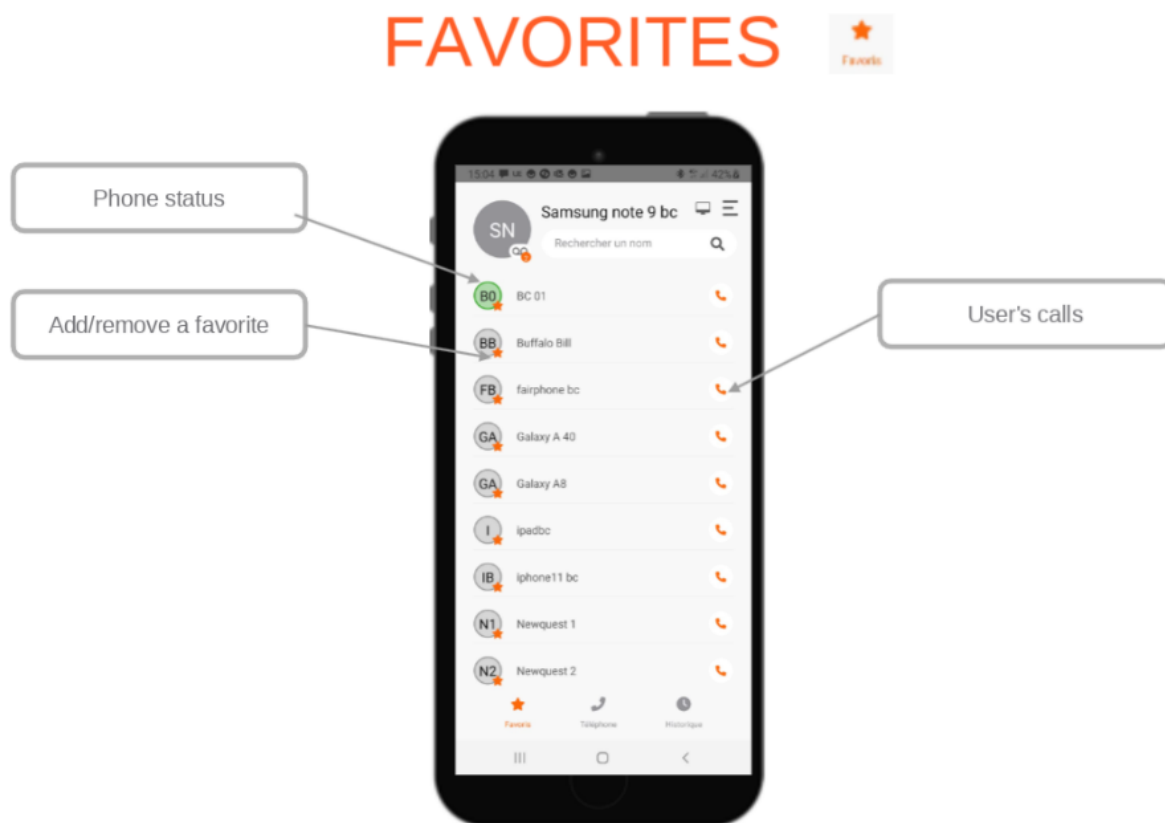 FAVORITES
Favoris
Phone status
Add/remove a favorite
User's calls
15:04
42%
SN
Samsung note 9 bc
Rechercher un nom
B0 BC 01
BB Buffalo Bill
FB fairphone bc
GA Galaxy A 40
GA Galaxy A8
I ipadbc
IB iphone11 bc
N1 Newquest 1
N2 Newquest 2
Favoris Téléphone Historique